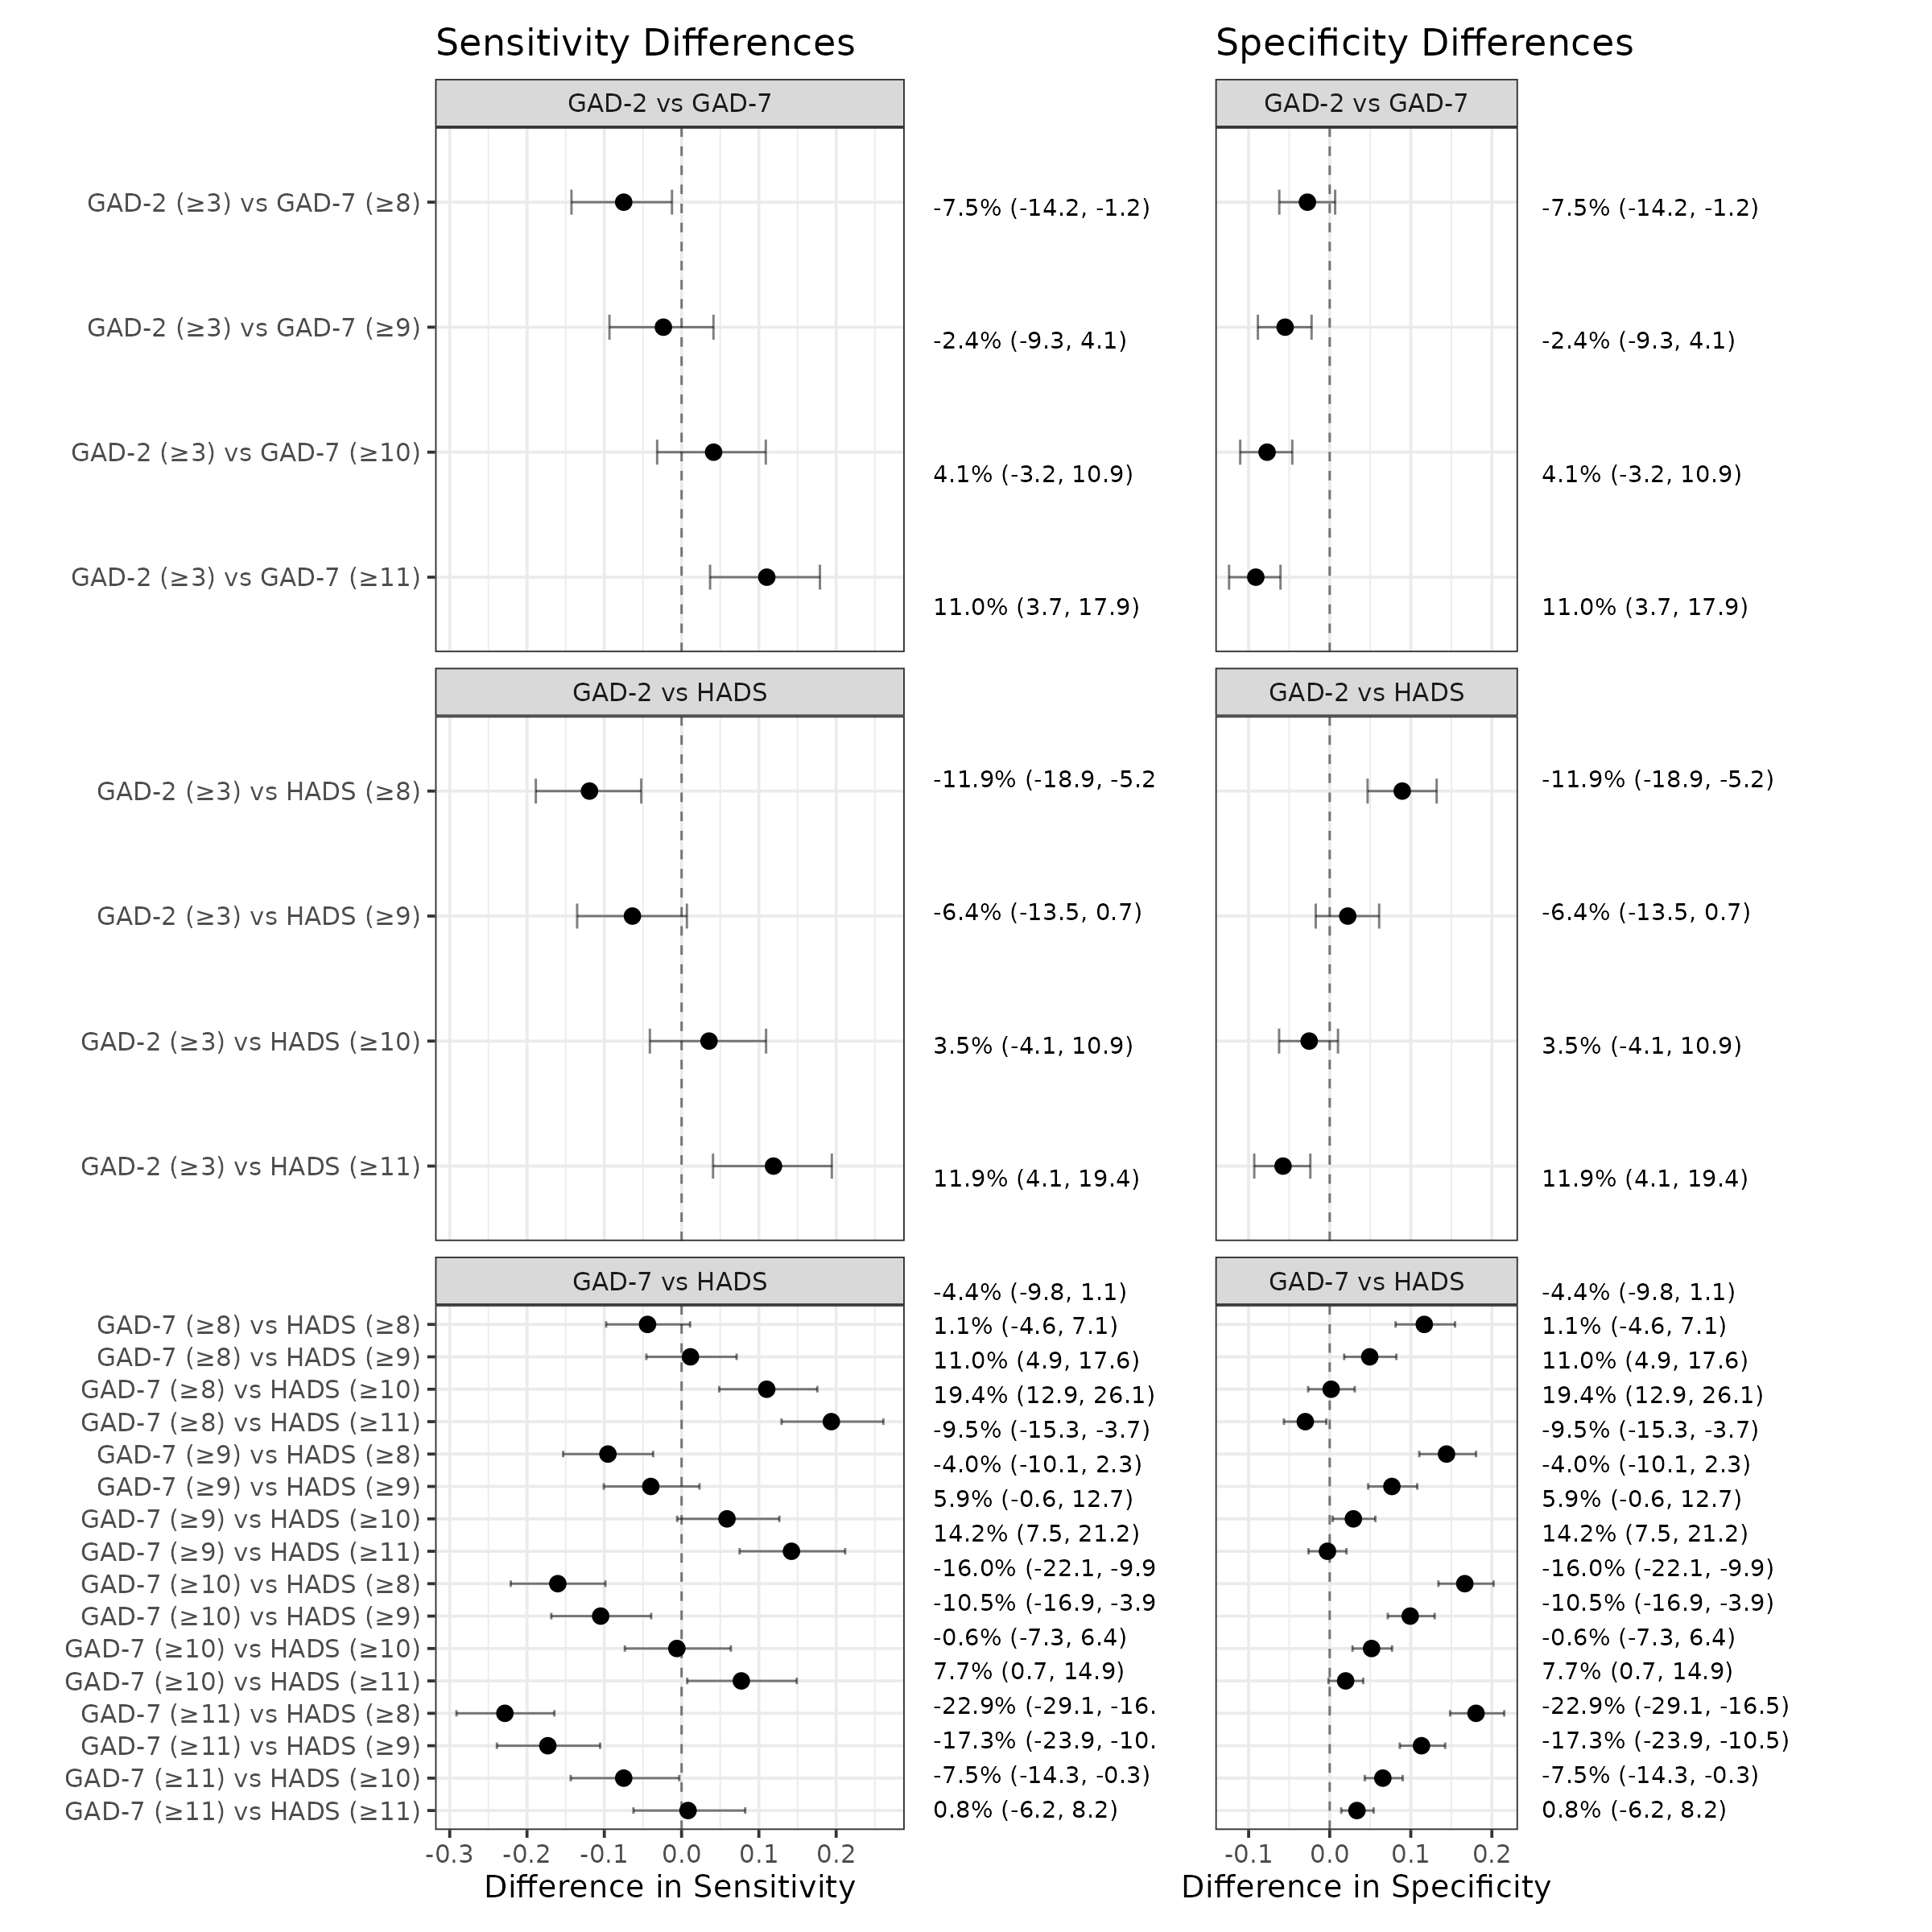 Sensitivity Differences
Specificity Differences
GAD-2 vs GAD-7
GAD-2 vs GAD-7
GAD-2 (≥3) vs GAD-7 (≥8)
-7.5% (-14.2, -1.2)
-7.5% (-14.2, -1.2)
GAD-2 (≥3) vs GAD-7 (≥9)
-2.4% (-9.3, 4.1)
-2.4% (-9.3, 4.1)
GAD-2 (≥3) vs GAD-7 (≥10)
4.1% (-3.2, 10.9)
4.1% (-3.2, 10.9)
GAD-2 (≥3) vs GAD-7 (≥11)
11.0% (3.7, 17.9)
11.0% (3.7, 17.9)
GAD-2 vs HADS
GAD-2 vs HADS
GAD-2 (≥3) vs HADS (≥8)
-11.9% (-18.9, -5.2
-11.9% (-18.9, -5.2)
GAD-2 (≥3) vs HADS (≥9)
-6.4% (-13.5, 0.7)
-6.4% (-13.5, 0.7)
GAD-2 (≥3) vs HADS (≥10)
3.5% (-4.1, 10.9)
3.5% (-4.1, 10.9)
GAD-2 (≥3) vs HADS (≥11)
11.9% (4.1, 19.4)
11.9% (4.1, 19.4)
GAD-7 vs HADS
GAD-7 vs HADS
GAD-7 (≥8) vs HADS (≥8)
-4.4% (-9.8, 1.1)
-4.4% (-9.8, 1.1)
GAD-7 (≥8) vs HADS (≥9)
1.1% (-4.6, 7.1)
1.1% (-4.6, 7.1)
GAD-7 (≥8) vs HADS (≥10)
11.0% (4.9, 17.6)
11.0% (4.9, 17.6)
GAD-7 (≥8) vs HADS (≥11)
19.4% (12.9, 26.1)
19.4% (12.9, 26.1)
GAD-7 (≥9) vs HADS (≥8)
-9.5% (-15.3, -3.7)
-9.5% (-15.3, -3.7)
GAD-7 (≥9) vs HADS (≥9)
-4.0% (-10.1, 2.3)
-4.0% (-10.1, 2.3)
GAD-7 (≥9) vs HADS (≥10)
5.9% (-0.6, 12.7)
5.9% (-0.6, 12.7)
GAD-7 (≥9) vs HADS (≥11)
14.2% (7.5, 21.2)
14.2% (7.5, 21.2)
GAD-7 (≥10) vs HADS (≥8)
-16.0% (-22.1, -9.9
-16.0% (-22.1, -9.9)
GAD-7 (≥10) vs HADS (≥9)
-10.5% (-16.9, -3.9
-10.5% (-16.9, -3.9)
GAD-7 (≥10) vs HADS (≥10)
-0.6% (-7.3, 6.4)
-0.6% (-7.3, 6.4)
GAD-7 (≥10) vs HADS (≥11)
7.7% (0.7, 14.9)
7.7% (0.7, 14.9)
GAD-7 (≥11) vs HADS (≥8)
-22.9% (-29.1, -16.
-22.9% (-29.1, -16.5)
GAD-7 (≥11) vs HADS (≥9)
-17.3% (-23.9, -10.
-17.3% (-23.9, -10.5)
GAD-7 (≥11) vs HADS (≥10)
-7.5% (-14.3, -0.3)
-7.5% (-14.3, -0.3)
GAD-7 (≥11) vs HADS (≥11)
0.8% (-6.2, 8.2)
0.8% (-6.2, 8.2)
-0.3 -0.2 -0.1 0.0 0.1 0.2
-0.1 0.0 0.1 0.2
Difference in Sensitivity
Difference in Specificity